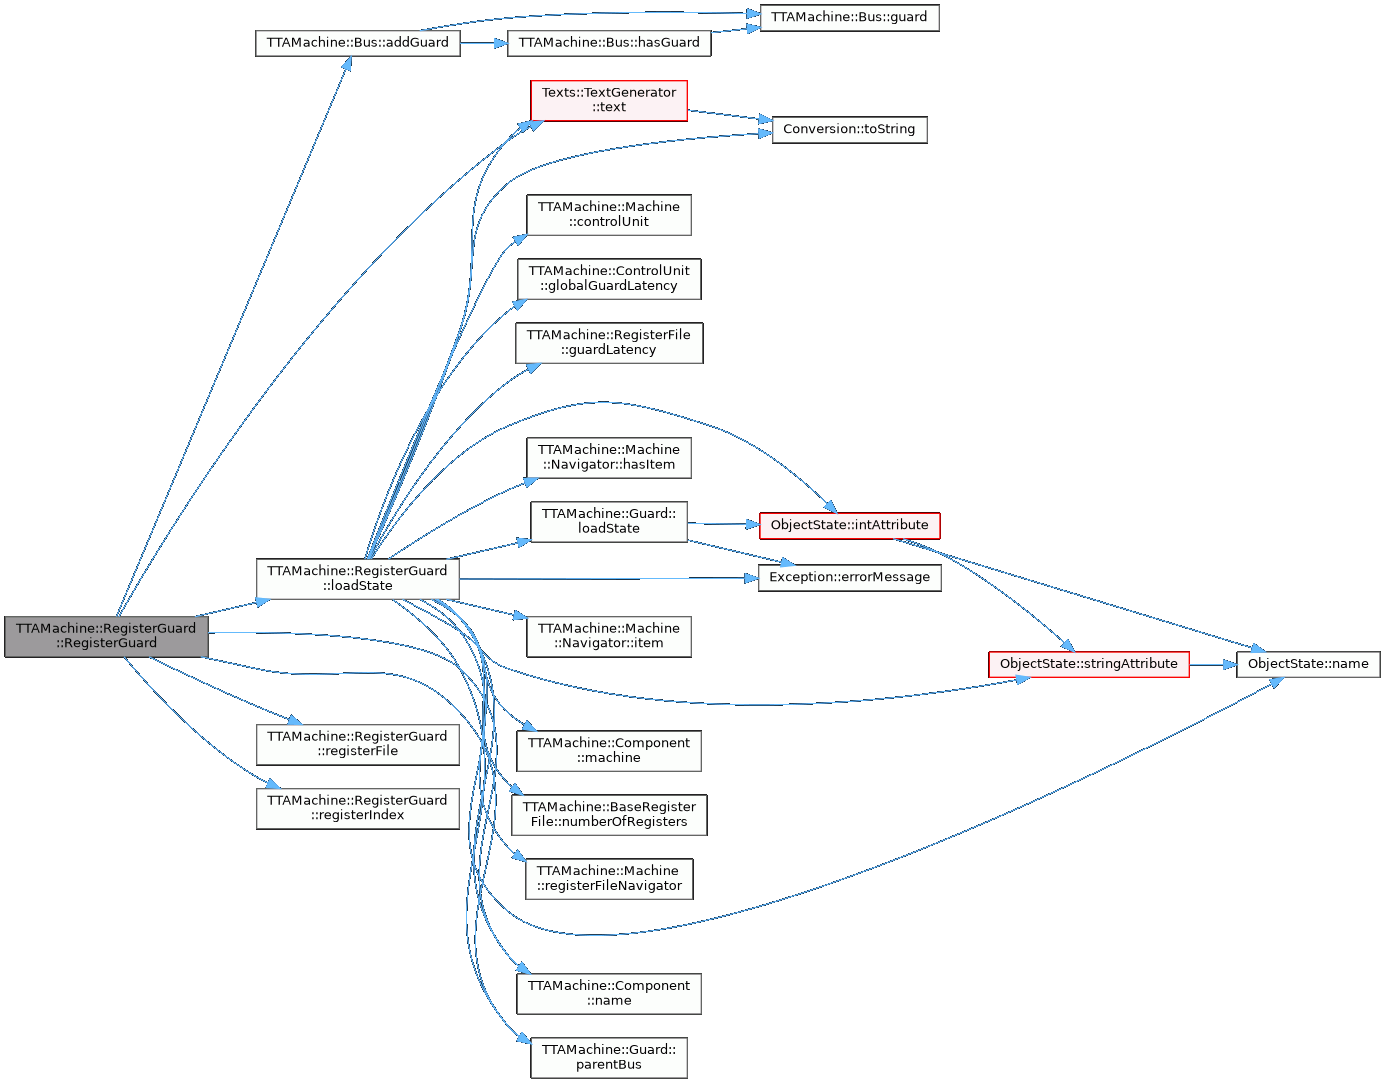 TTAMachine::Bus::guard
TTAMachine::Bus::addGuard
TTAMachine::Bus::hasGuard
Texts::TextGenerator
::text
Conversion::toString
TTAMachine::Machine
::controlUnit
TTAMachine::ControlUnit
::globalGuardLatency
TTAMachine::RegisterFile
::guardLatency
TTAMachine::Machine
::Navigator::hasItem
TTAMachine::Guard::
loadState
ObjectState::intAttribute
TTAMachine::RegisterGuard
::loadState
Exception::errorMessage
TTAMachine::RegisterGuard
::RegisterGuard
TTAMachine::Machine
::Navigator::item
ObjectState::stringAttribute
ObjectState::name
TTAMachine::RegisterGuard
::registerFile
TTAMachine::Component
::machine
TTAMachine::RegisterGuard
::registerIndex
TTAMachine::BaseRegister
File::numberOfRegisters
TTAMachine::Machine
::registerFileNavigator
TTAMachine::Component
::name
TTAMachine::Guard::
parentBus